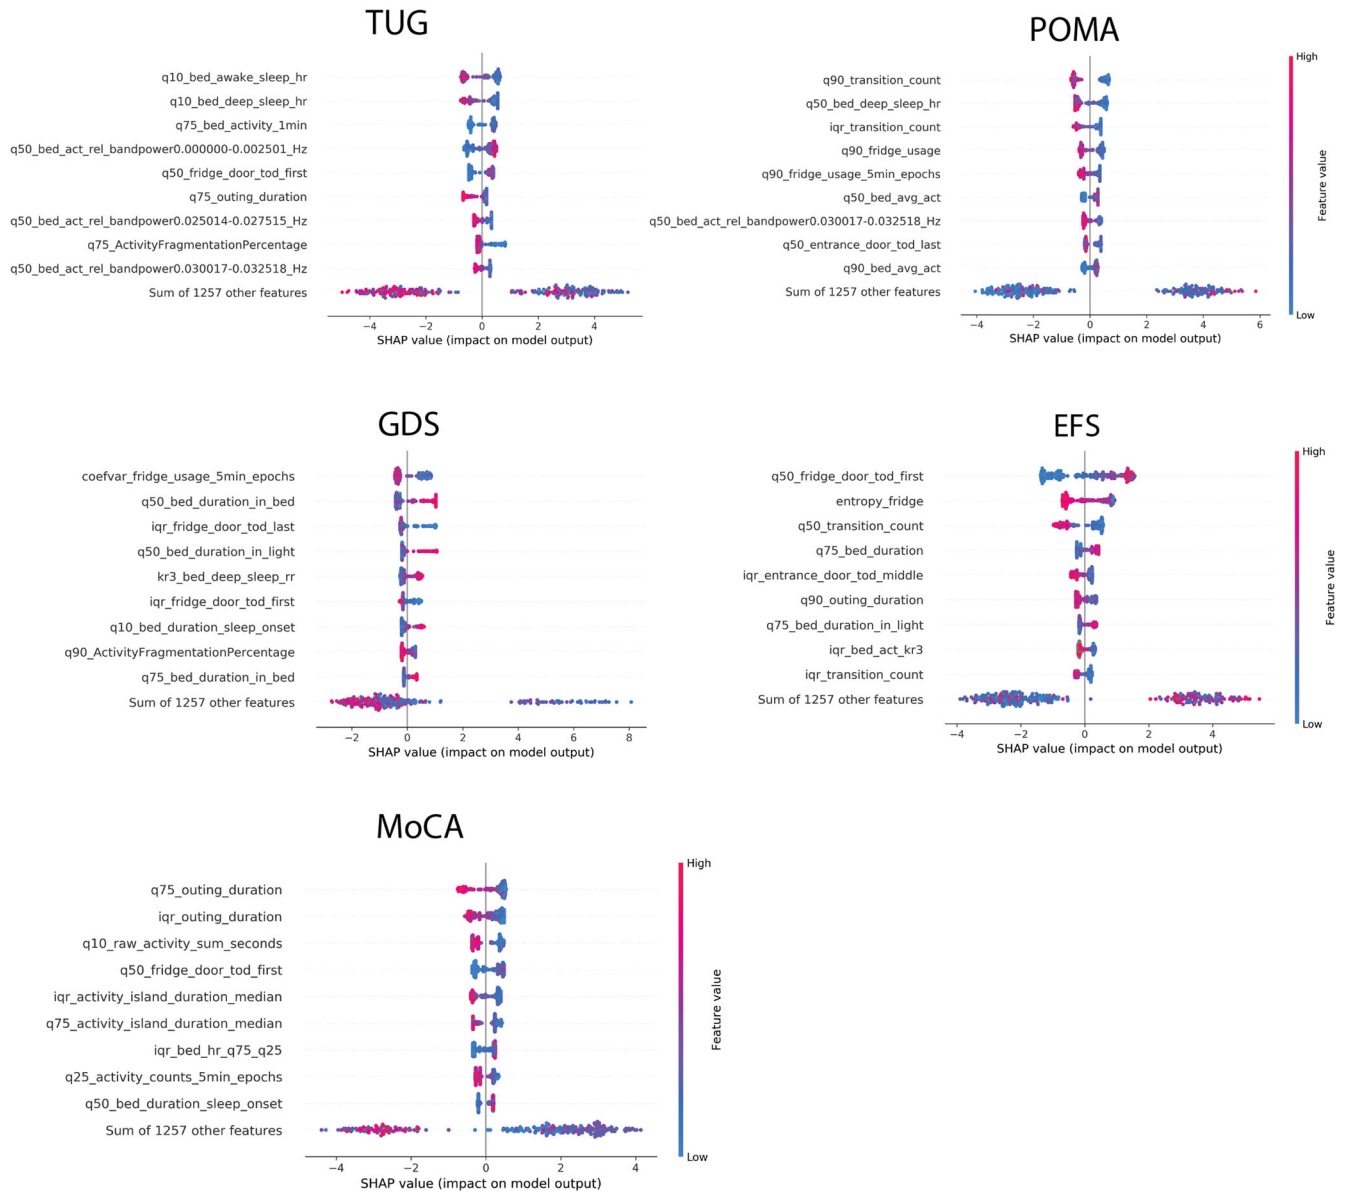 TUG
q10_bed_awake_sleep_hr
q10_bed_deep_sleep_hr
q75_bed_activity_1min
q50_bed_act_rel_bandpower0.000000-0.002501_Hz
q50_fridge_door_tod_first
q75_outing_duration
q50_bed_act_rel_bandpower0.025014-0.027515_Hz
q75_ActivityFragmentationPercentage
q50_bed_act_rel_bandpower0.030017-0.032518_Hz
Sum of 1257 other features
−4 −2 0 2 4
SHAP value (impact on model output)
POMA
q90_transition_count
q50_bed_deep_sleep_hr
iqr_transition_count
q90_fridge_usage
q90_fridge_usage_5min_epochs
q50_bed_avg_act
q50_bed_act_rel_bandpower0.030017-0.032518_Hz
q50_entrance_door_tod_last
q90_bed_avg_act
Sum of 1257 other features
−4 −2 0 2 4 6
SHAP value (impact on model output)
High
Feature value
Low
GDS
coefvar_fridge_usage_5min_epochs
q50_bed_duration_in_bed
iqr_fridge_door_tod_last
q50_bed_duration_in_light
kr3_bed_deep_sleep_rr
iqr_fridge_door_tod_first
q10_bed_duration_sleep_onset
q90_ActivityFragmentationPercentage
q75_bed_duration_in_bed
Sum of 1257 other features
−2 0 2 4 6 8
SHAP value (impact on model output)
EFS
q50_fridge_door_tod_first
entropy_fridge
q50_transition_count
q75_bed_duration
iqr_entrance_door_tod_middle
q90_outing_duration
q75_bed_duration_in_light
iqr_bed_act_kr3
iqr_transition_count
Sum of 1257 other features
−4 −2 0 2 4
SHAP value (impact on model output)
High
Feature value
Low
MoCA
q75_outing_duration
iqr_outing_duration
q10_raw_activity_sum_seconds
q50_fridge_door_tod_first
iqr_activity_island_duration_median
q75_activity_island_duration_median
iqr_bed_hr_q75_q25
q25_activity_counts_5min_epochs
q50_bed_duration_sleep_onset
Sum of 1257 other features
−4 −2 0 2 4
SHAP value (impact on model output)
High
Feature value
Low